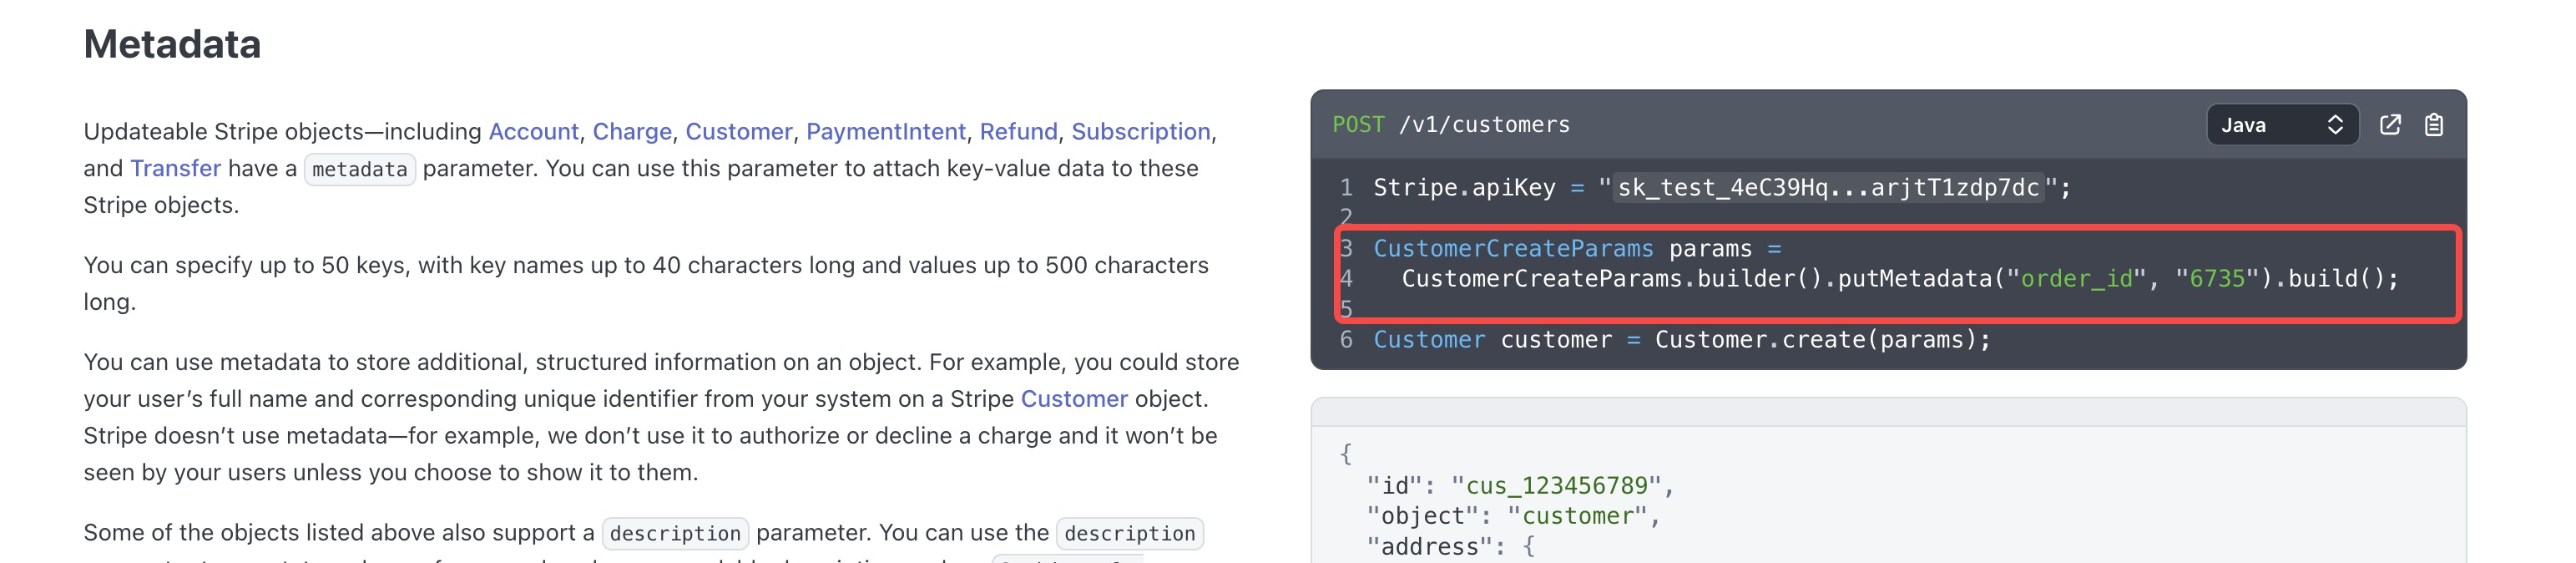 Metadata
Updateable Stripe objects—including Account, Charge, Customer, PaymentIntent, Refund, Subscription,
and Transfer have a metadata parameter. You can use this parameter to attach key-value data to these
Stripe objects.
You can specify up to 50 keys, with key names up to 40 characters long and values up to 500 characters
long.
You can use metadata to store additional, structured information on an object. For example, you could store
your user’s full name and corresponding unique identifier from your system on a Stripe Customer object.
Stripe doesn’t use metadata—for example, we don’t use it to authorize or decline a charge and it won’t be
seen by your users unless you choose to show it to them.
Some of the objects listed above also support a description parameter. You can use the description
POST /v1/customers
Java
1 Stripe.apiKey = "sk_test_4eC39Hq...arjtT1zdp7dc";
2
3 CustomerCreateParams params =
4 CustomerCreateParams.builder().putMetadata("order_id", "6735").build();
5
6 Customer customer = Customer.create(params);
{
"id": "cus_123456789",
"object": "customer",
"address": {